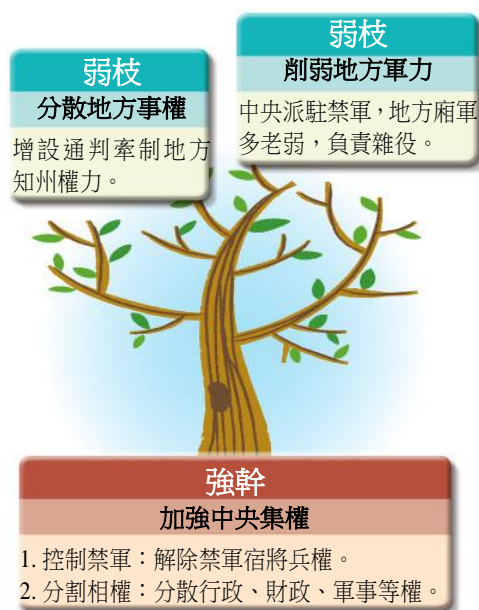 弱枝
分散地方事權
增設通判牽制地方
知州權力。
弱枝
削弱地方軍力
中央派駐禁軍，地方廂軍
多老弱，負責雜役。
強幹
加強中央集權
1. 控制禁軍：解除禁軍宿將兵權。
2. 分割相權：分散行政、財政、軍事等權。